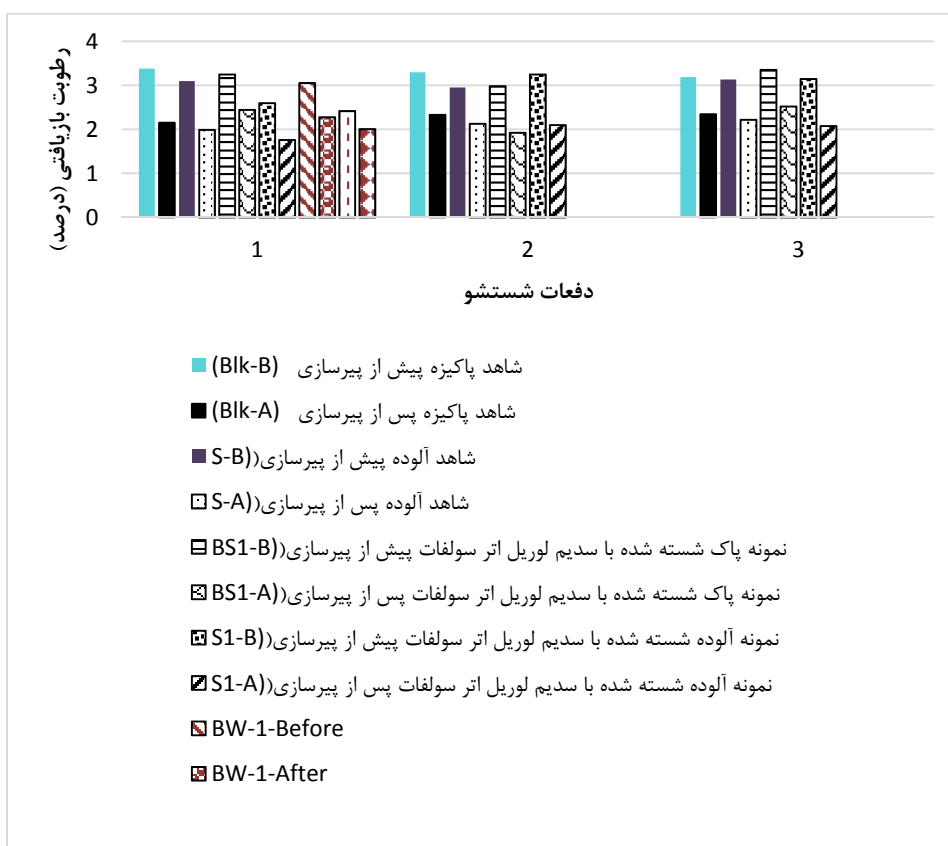 رطوبت بازیافتی (درصد)
4
3
2
1
0
1 2 3
دفعات شستشو
شاهد پاکیزه پیش از پیرسازی (Blk-B)
شاهد پاکیزه پس از پیرسازی (Blk-A)
شاهد آلوده پیش از پیرسازی((S-B
شاهد آلوده پس از پیرسازی((S-A
نمونه پاک شسته شده با سدیم لوریل اتر سولفات پیش از پیرسازی((BS1-B
نمونه پاک شسته شده با سدیم لوریل اتر سولفات پس از پیرسازی((BS1-A
نمونه آلوده شسته شده با سدیم لوریل اتر سولفات پیش از پیرسازی((S1-B
نمونه آلوده شسته شده با سدیم لوریل اتر سولفات پس از پیرسازی((S1-A
BW-1-Before
BW-1-After